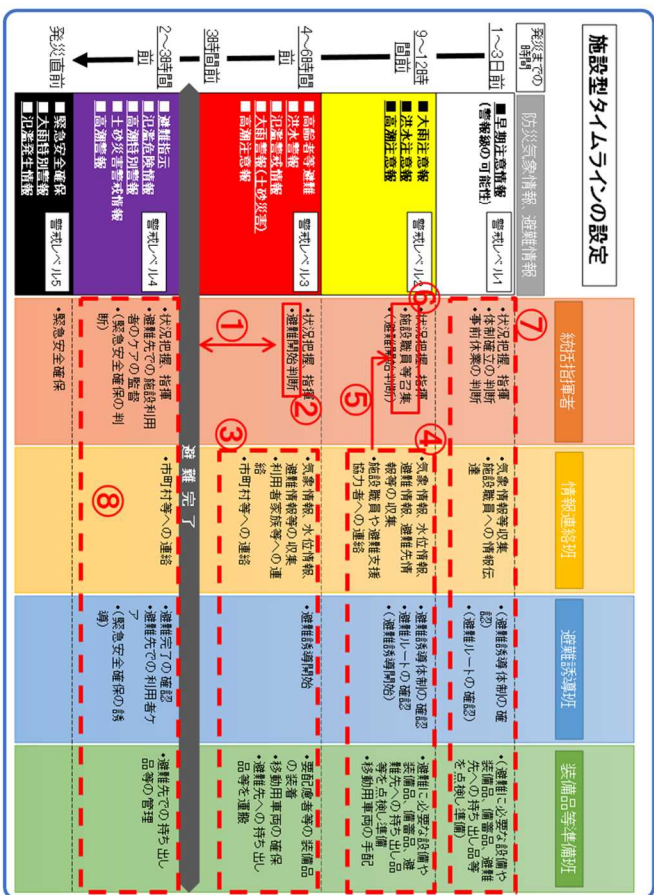 施設型タイムラインの設定
発災までの
時間
防災気象情報、避難情報
統括指揮者
情報連絡班
避難誘導班
装備品等準備班
1～3日前
■早期注意情報
(警報級の可能性)
警戒レベル1
⑦
•状況把握、指揮
•体制確立の判断
•事前休業の判断
•気象情報等収集
•施設職員への情報伝
達
•(避難誘導体制の確
認)
•(避難ルートの確認)
•(避難に必要な設備や
装備品、備蓄品、避難
先への持ち出し品等
を点検し準備)
9～12時
間前
■大雨注意報
■洪水注意報
■高潮注意報
警戒レベル2
⑥
•状況把握、指揮
•施設職員等召集
•(避難開始判断)
⑤
④
•気象情報、水位情報、
避難情報、避難先情
報等の収集
•施設職員や避難支援
協力者への連絡
•避難誘導体制の確認
•避難ルートの確認
•(避難誘導開始)
•避難に必要な設備や
装備品、備蓄品、避
難先への持ち出し品
等を点検し準備
•移動用車両の手配
4～6時間
前
3時間前
■高齢者等避難
■洪水警報
■氾濫警戒情報
■大雨警報(土砂災害)
■高潮注意報
警戒レベル3
•状況把握、指揮
•避難開始判断
②
①
③
•気象情報、水位情報、
避難情報等の収集
•利用者家族等への連
絡
•市町村等への連絡
•避難誘導開始
•要配慮者等の装備品
の装着
•移動用車両の確保
•避難先への持ち出し
品等を運搬
避難完了
2～3時間
前
■避難指示
■氾濫危険情報
■高潮特別警報
■土砂災害警戒情報
■高潮警報
警戒レベル4
•状況把握、指揮
•避難先での施設利用
者のケアの監督
•(緊急安全確保の判
断)
•市町村等への連絡
⑧
•避難完了の確認
•避難先での利用者ケ
ア
•(緊急安全確保の誘
導)
•避難先での持ち出し
品等の管理
発災直前
■緊急安全確保
■大雨特別警報
■氾濫発生情報
警戒レベル5
•緊急安全確保